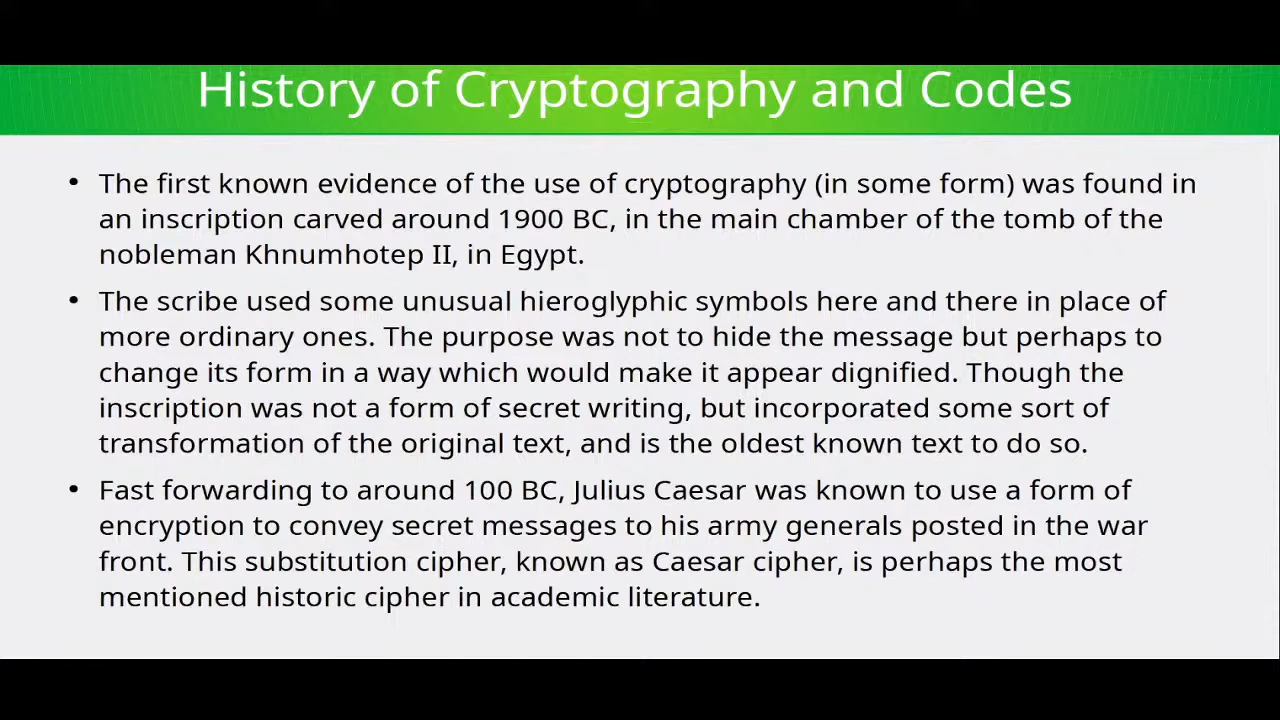 History of Cryptography and Codes
• The first known evidence of the use of cryptography (in some form) was found in
an inscription carved around 1900 BC, in the main chamber of the tomb of the
nobleman Khnumhotep II, in Egypt.
• The scribe used some unusual hieroglyphic symbols here and there in place of
more ordinary ones. The purpose was not to hide the message but perhaps to
change its form in a way which would make it appear dignified. Though the
inscription was not a form of secret writing, but incorporated some sort of
transformation of the original text, and is the oldest known text to do so.
• Fast forwarding to around 100 BC, Julius Caesar was known to use a form of
encryption to convey secret messages to his army generals posted in the war
front. This substitution cipher, known as Caesar cipher, is perhaps the most
mentioned historic cipher in academic literature.